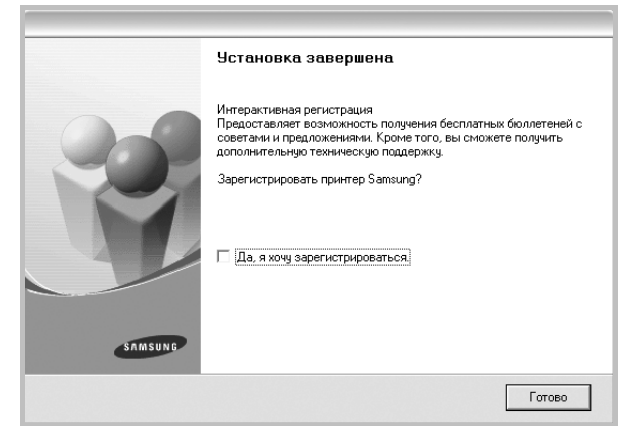 Установка завершена
Интерактивная регистрация
Предоставляет возможность получения бесплатных бюллетеней с
советами и предложениями. Кроме того, вы сможете получить
дополнительную техническую поддержку.
Зарегистрировать принтер Samsung?
Да, я хочу зарегистрироваться.
SAMSUNG
Готово